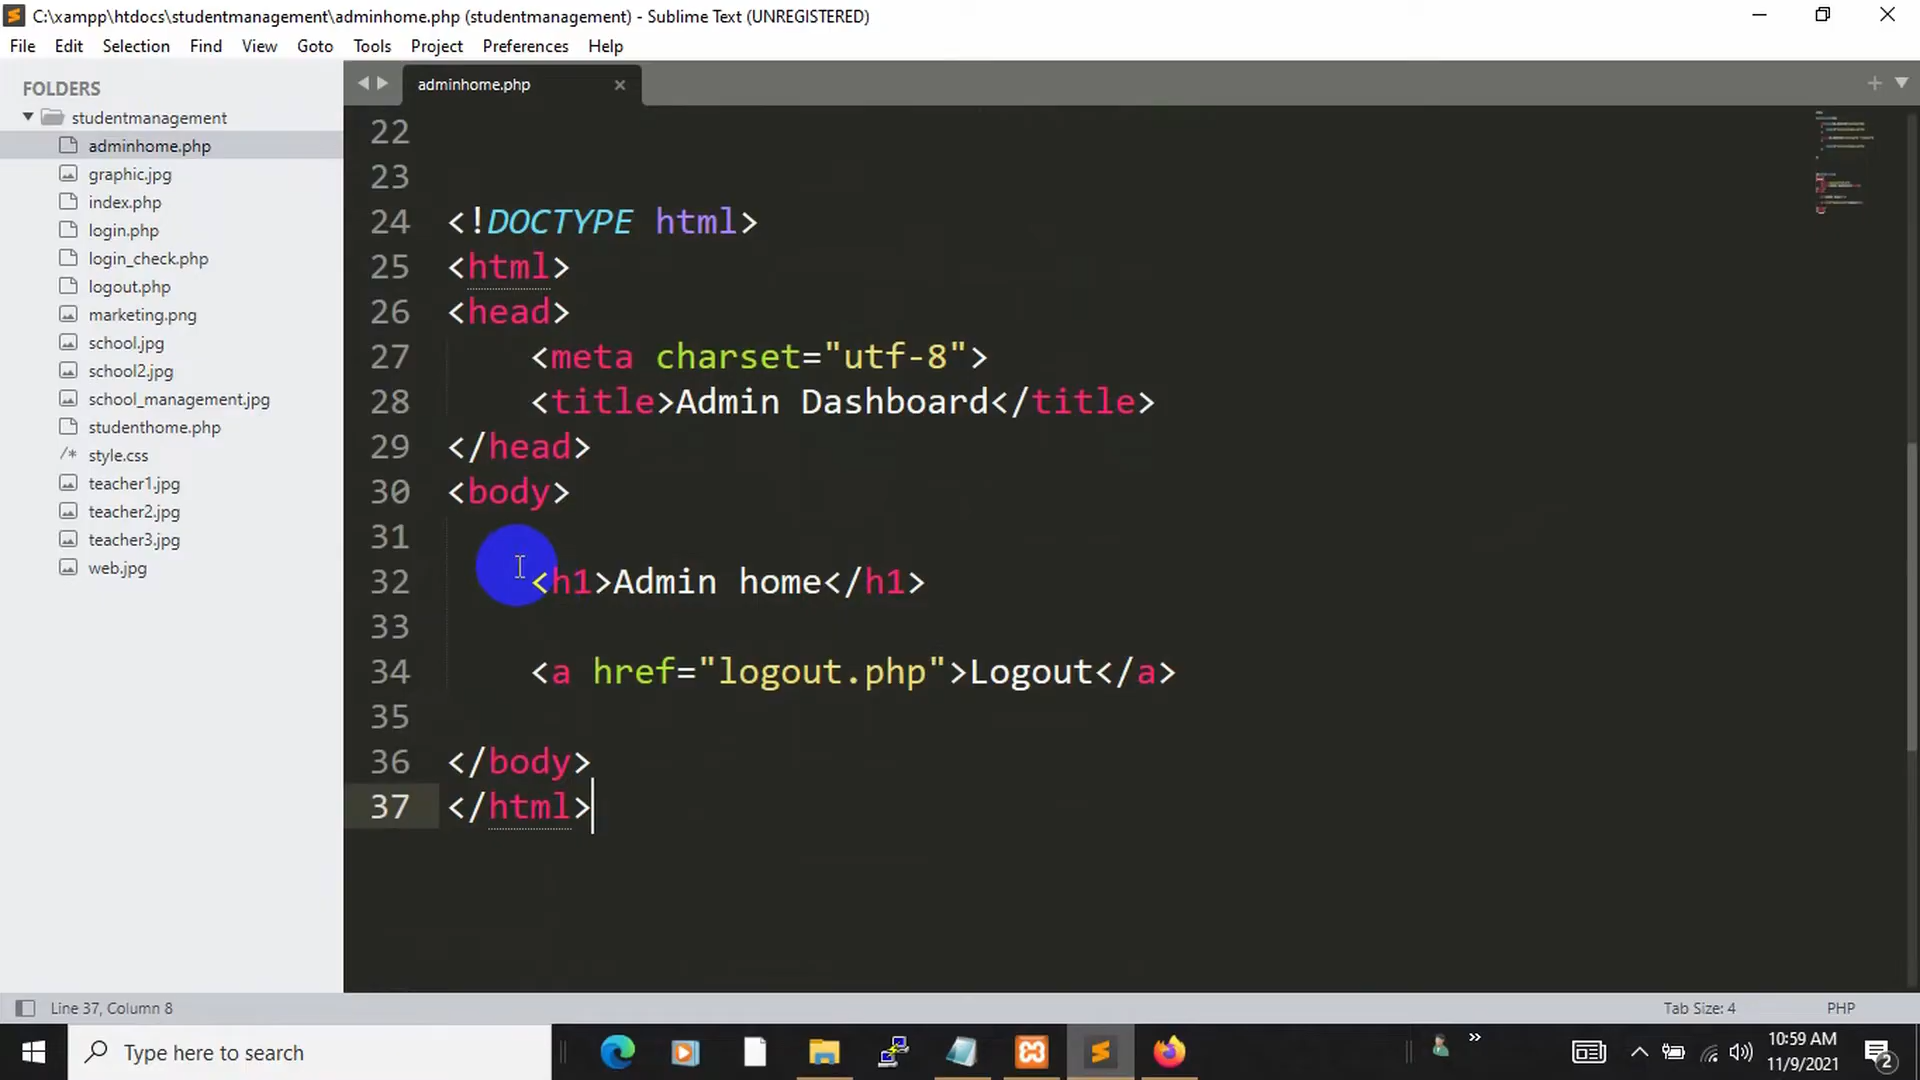 C:\xampp\htdocs\studentmanagement\adminhome.php (studentmanagement) - Sublime Text (UNREGISTERED)
File Edit Selection Find View Goto Tools Project Preferences Help
FOLDERS
studentmanagement
adminhome.php
graphic.jpg
index.php
login.php
login_check.php
logout.php
marketing.png
school.jpg
school2.jpg
school_management.jpg
studenthome.php
/* style.css
teacher1.jpg
teacher2.jpg
teacher3.jpg
web.jpg
adminhome.php
22
23
24 <!DOCTYPE html>
25 <html>
26 <head>
27 <meta charset="utf-8">
28 <title>Admin Dashboard</title>
29 </head>
30 <body>
31
32 <h1>Admin home</h1>
33
34 <a href="logout.php">Logout</a>
35
36 </body>
37 </html>
Line 37, Column 8
Tab Size: 4
PHP
Type here to search
10:59 AM
11/9/2021
2